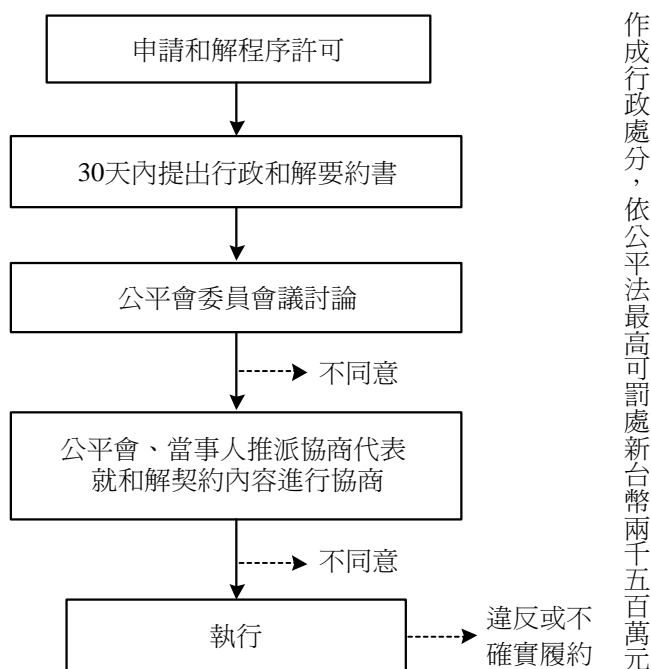 申請和解程序許可
30天內提出行政和解要約書
公平會委員會議討論
不同意
公平會、當事人推派協商代表
就和解契約內容進行協商
不同意
執行
違反或不
確實履約
作成行政處分，依公平法最高可罰處新台幣兩千五百萬元